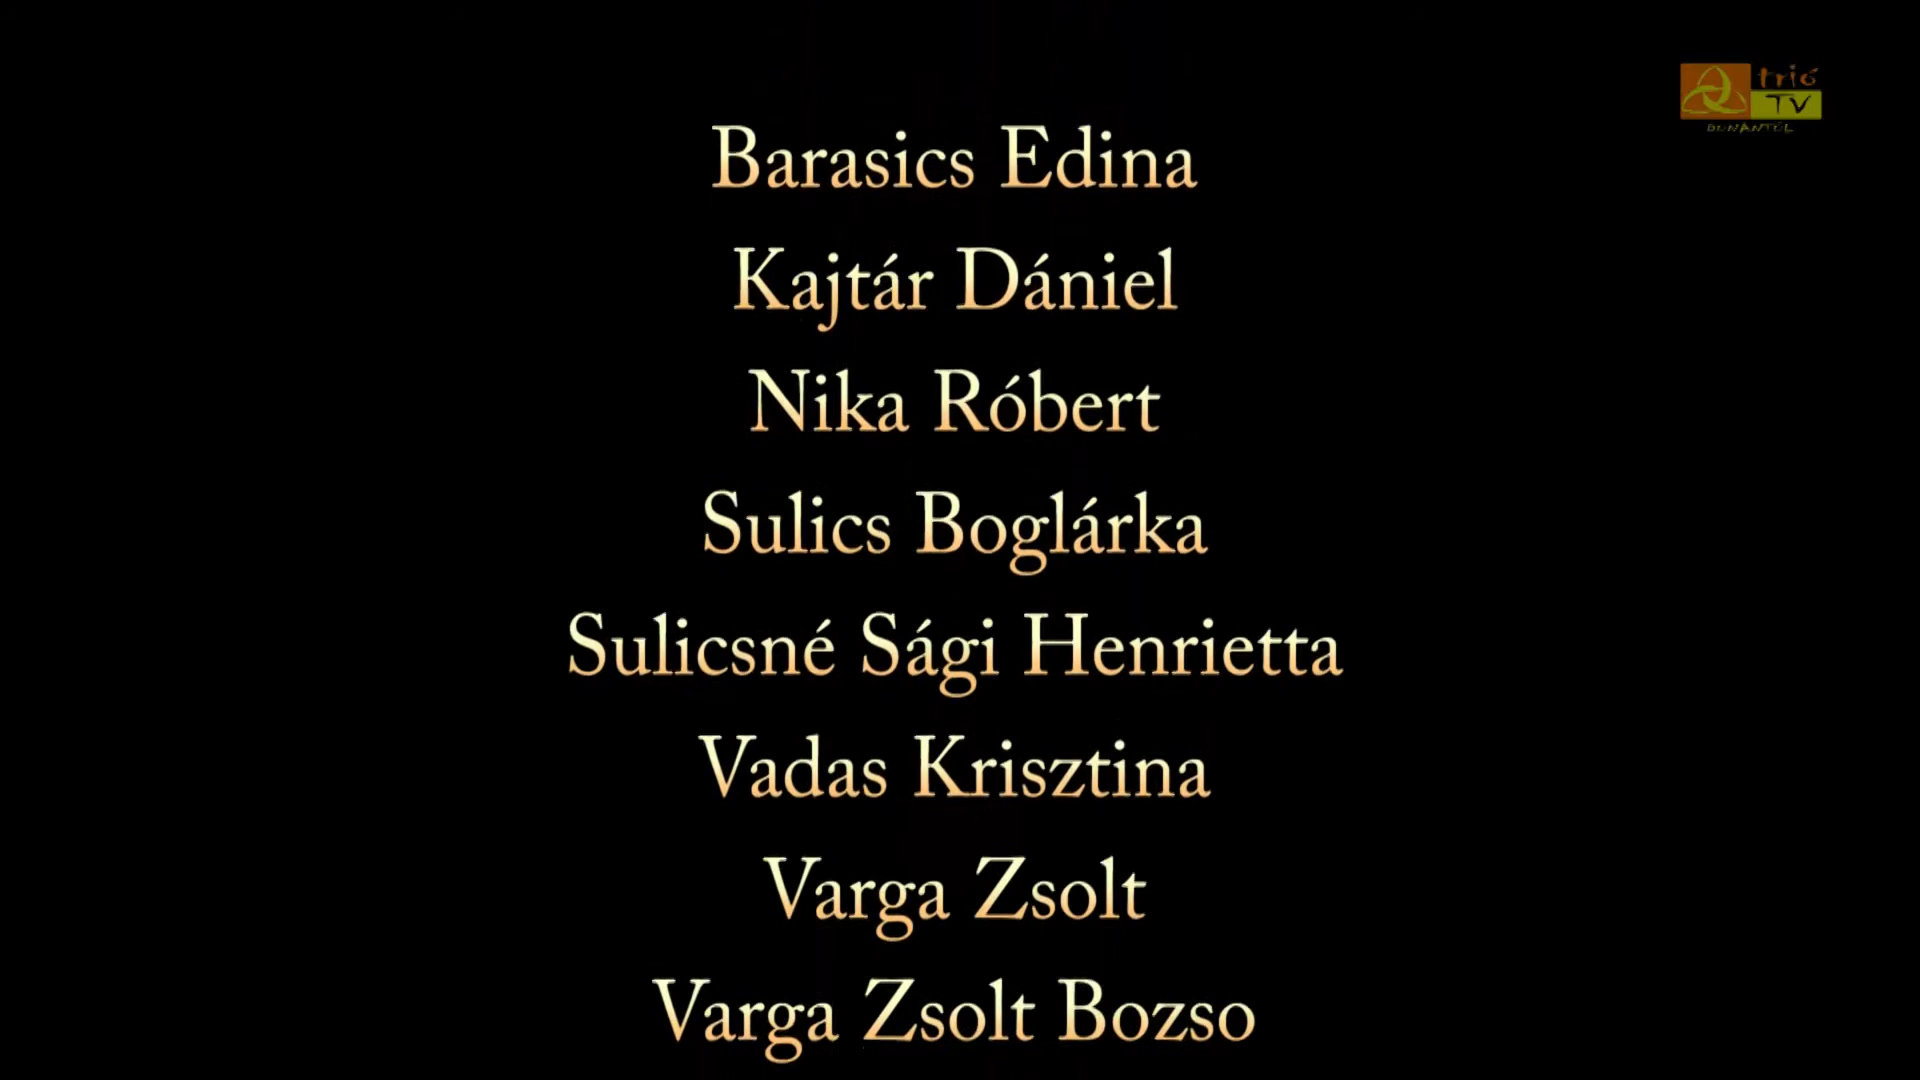 trió
TV
DUNÁNTÚL
Barasics Edina
Kajtár Dániel
Nika Róbert
Sulics Boglárka
Sulicsné Sági Henrietta
Vadas Krisztina
Varga Zsolt
Varga Zsolt Bozso